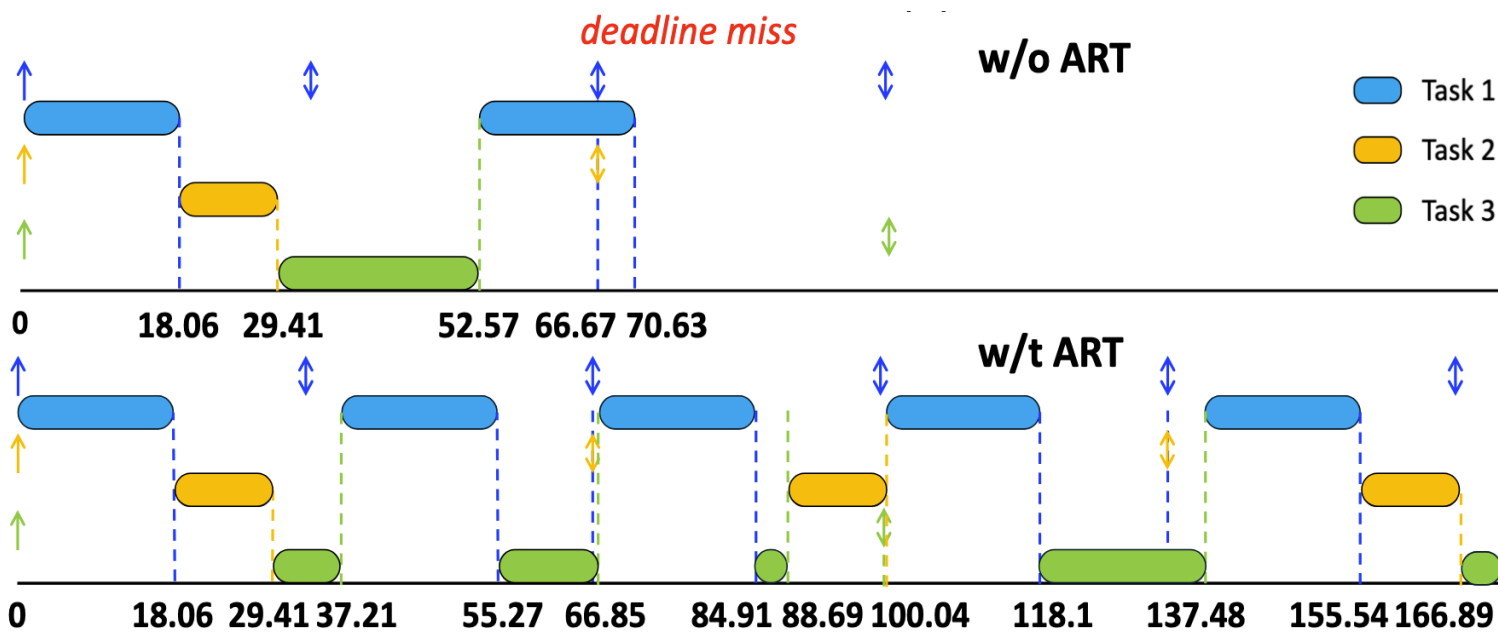 deadline miss
w/o ART
Task 1
Task 2
Task 3
0 18.06 29.41 52.57 66.67 70.63
w/t ART
0 18.06 29.41 37.21 55.27 66.85 84.91 88.69 100.04 118.1 137.48 155.54 166.89